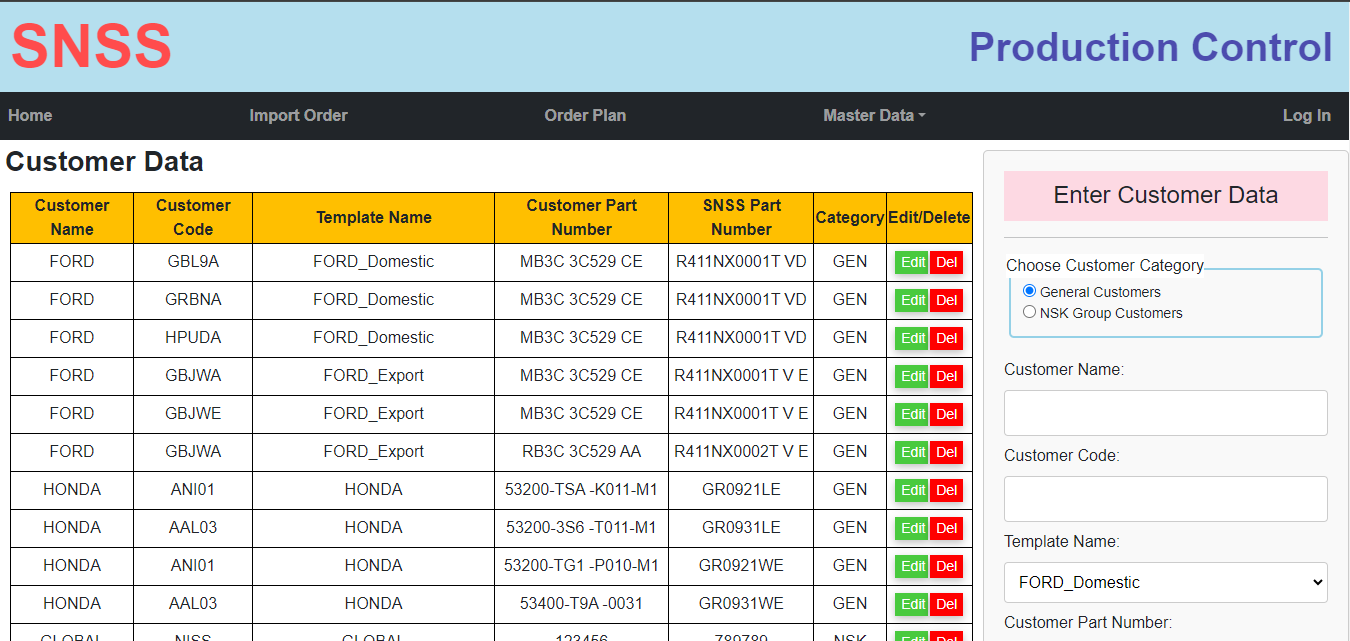 SNSS
Production Control
Home Import Order Order Plan Master Data Log In
Customer Data
Customer Name Customer Code Template Name Customer Part Number SNSS Part Number Category Edit/Delete
FORD GBL9A FORD_Domestic MB3C 3C529 CE R411NX0001T VD GEN Edit Del
FORD GRBNA FORD_Domestic MB3C 3C529 CE R411NX0001T VD GEN Edit Del
FORD HPUDA FORD_Domestic MB3C 3C529 CE R411NX0001T VD GEN Edit Del
FORD GBJWA FORD_Export MB3C 3C529 CE R411NX0001T V E GEN Edit Del
FORD GBJWE FORD_Export MB3C 3C529 CE R411NX0001T V E GEN Edit Del
FORD GBJWA FORD_Export RB3C 3C529 AA R411NX0002T V E GEN Edit Del
HONDA ANI01 HONDA 53200-TSA -K011-M1 GR0921LE GEN Edit Del
HONDA AAL03 HONDA 53200-3S6 -T011-M1 GR0931LE GEN Edit Del
HONDA ANI01 HONDA 53200-TG1 -P010-M1 GR0921WE GEN Edit Del
HONDA AAL03 HONDA 53400-T9A -0031 GR0931WE GEN Edit Del
GLOBAL NISS GLOBAL 123456 789789 NSK Edit Del
Enter Customer Data
Choose Customer Category
General Customers
NSK Group Customers
Customer Name:
Customer Code:
Template Name:
FORD_Domestic
Customer Part Number: